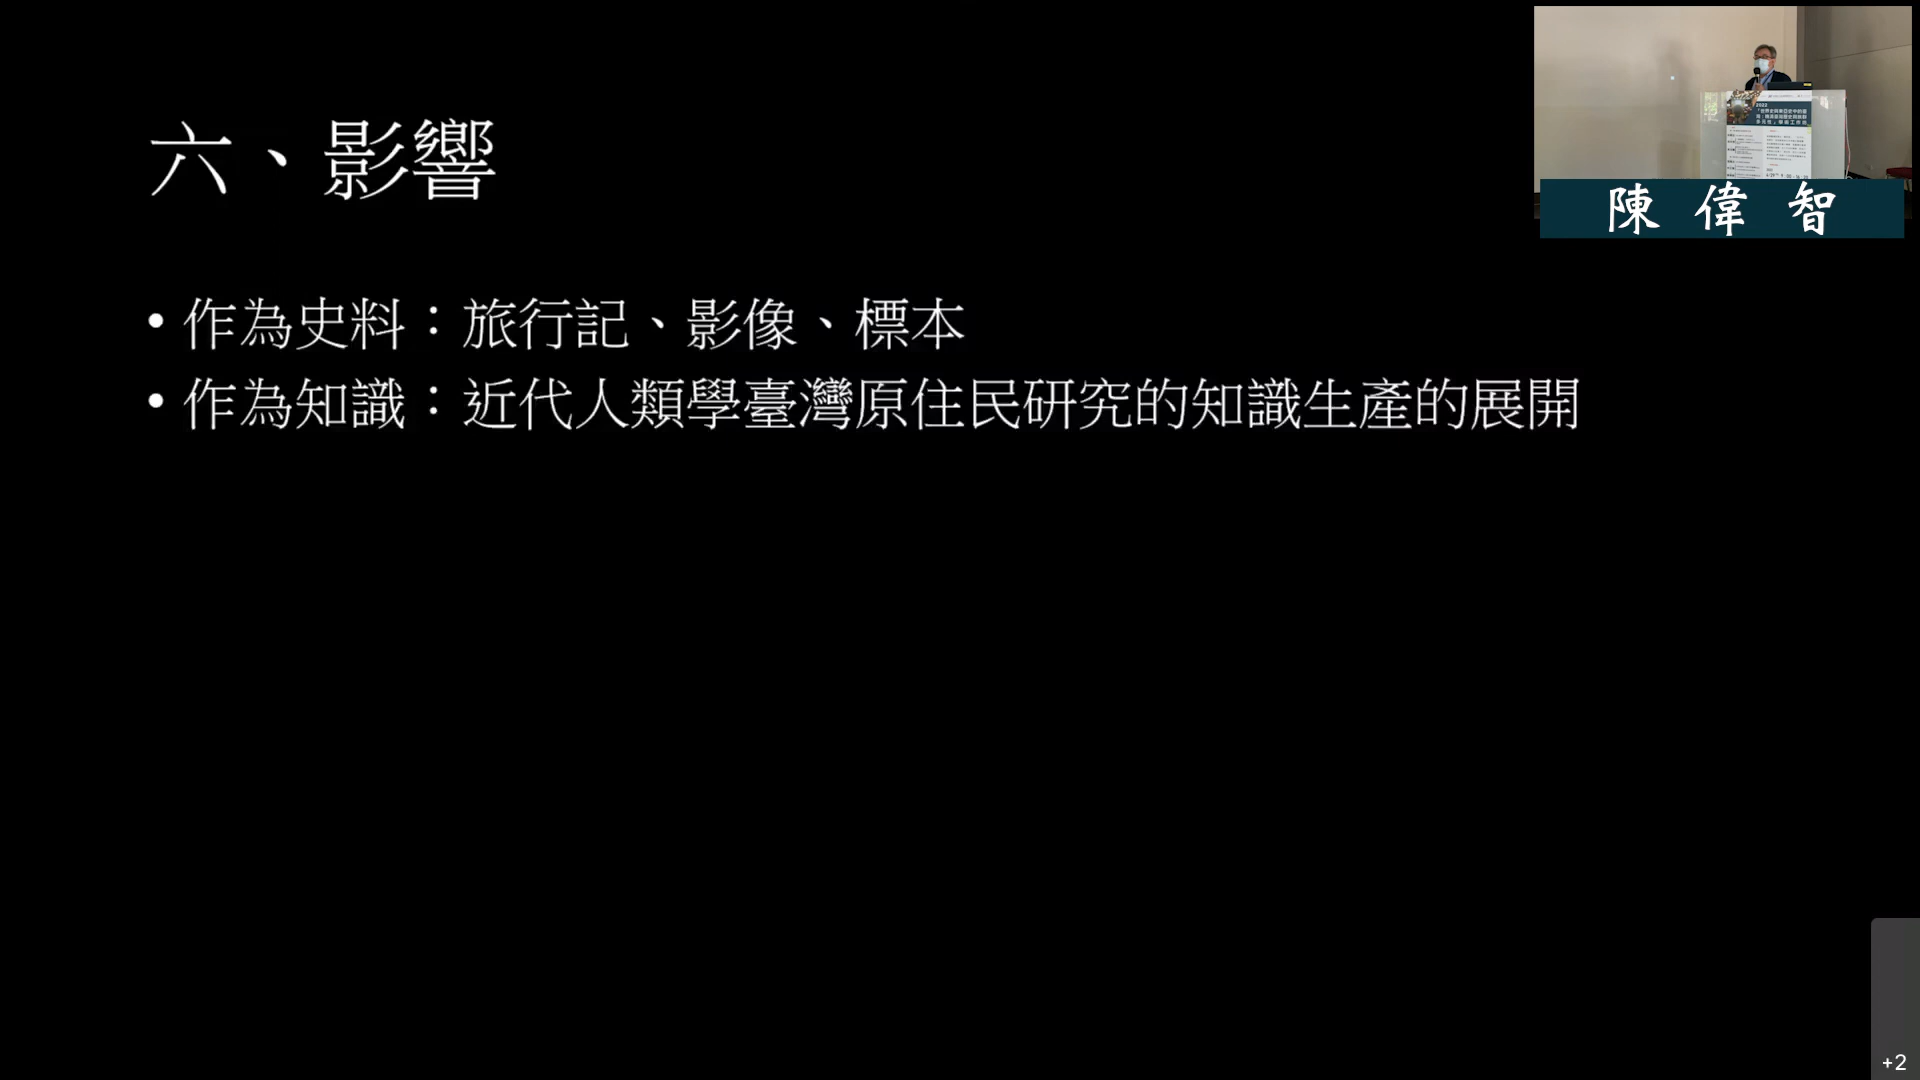 六、影響
• 作為史料：旅行記、影像、標本
• 作為知識：近代人類學臺灣原住民研究的知識生產的展開
2022
陳偉智
+2